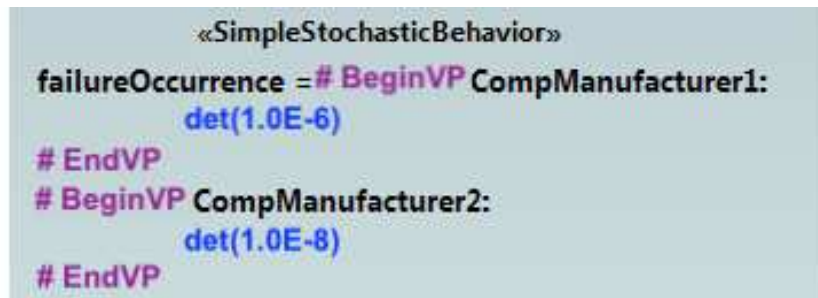 «SimpleStochasticBehavior»
failureOccurrence =# BeginVP CompManufacturer1:
det(1.0E-6)
# EndVP
# BeginVP CompManufacturer2:
det(1.0E-8)
# EndVP